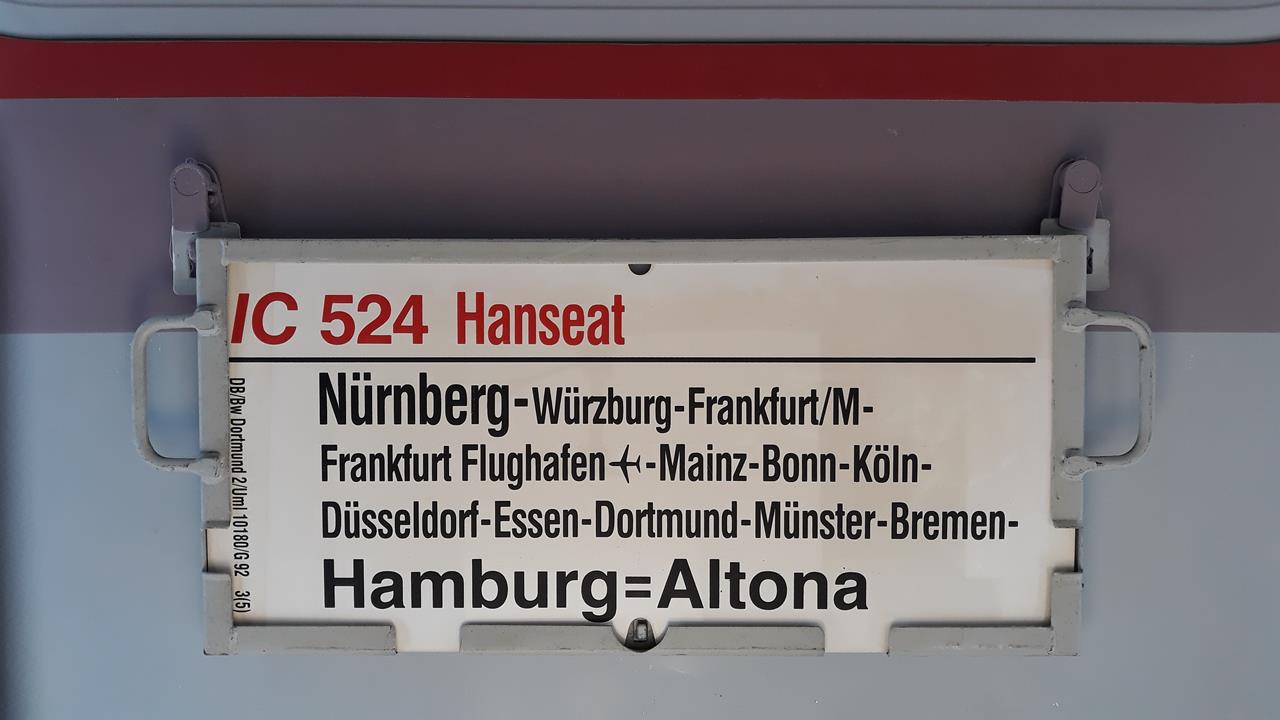 IC 524 Hanseat
Nürnberg-Würzburg-Frankfurt/M-
Frankfurt Flughafen✈-Mainz-Bonn-Köln-
Düsseldorf-Essen-Dortmund-Münster-Bremen-
Hamburg=Altona
DB/Bw Dortmund 2/Uml 10180/G 92 3(5)